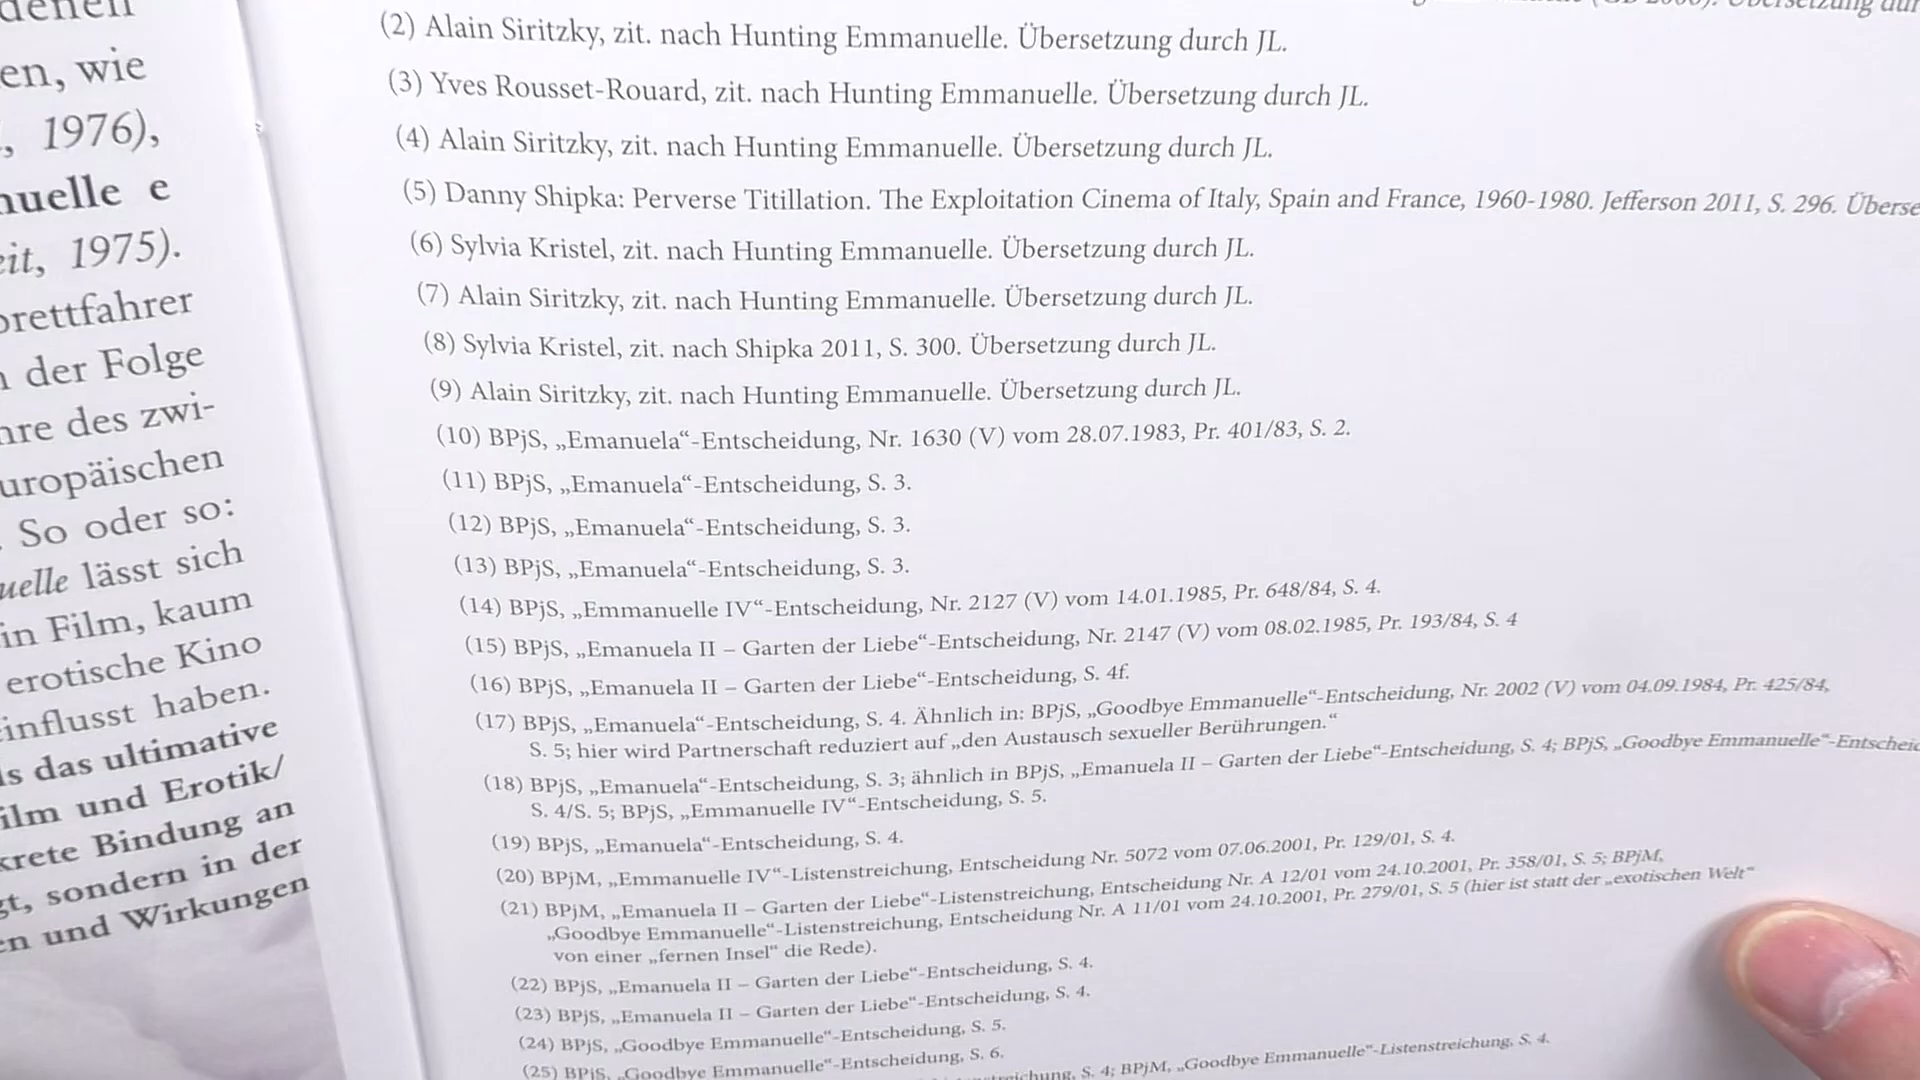 en, wie
1976),
nuelle e
eit, 1975).
brettfahrer
n der Folge
hre des zwi-
uropäischen
. So oder so:
uelle lässt sich
in Film, kaum
erotische Kino
influsst haben.
ls das ultimative
ilm und Erotik/
krete Bindung an
gt, sondern in der
en und Wirkungen
(2) Alain Siritzky, zit. nach Hunting Emmanuelle. Übersetzung durch JL.
(3) Yves Rousset-Rouard, zit. nach Hunting Emmanuelle. Übersetzung durch JL.
(4) Alain Siritzky, zit. nach Hunting Emmanuelle. Übersetzung durch JL.
(5) Danny Shipka: Perverse Titillation. The Exploitation Cinema of Italy, Spain and France, 1960-1980. Jefferson 2011, S. 296. Überse
(6) Sylvia Kristel, zit. nach Hunting Emmanuelle. Übersetzung durch JL.
(7) Alain Siritzky, zit. nach Hunting Emmanuelle. Übersetzung durch JL.
(8) Sylvia Kristel, zit. nach Shipka 2011, S. 300. Übersetzung durch JL.
(9) Alain Siritzky, zit. nach Hunting Emmanuelle. Übersetzung durch JL.
(10) BPjS, „Emanuela“-Entscheidung, Nr. 1630 (V) vom 28.07.1983, Pr. 401/83, S. 2.
(11) BPjS, „Emanuela“-Entscheidung, S. 3.
(12) BPjS, „Emanuela“-Entscheidung, S. 3.
(13) BPjS, „Emanuela“-Entscheidung, S. 3.
(14) BPjS, „Emmanuelle IV“-Entscheidung, Nr. 2127 (V) vom 14.01.1985, Pr. 648/84, S. 4.
(15) BPjS, „Emanuela II – Garten der Liebe“-Entscheidung, Nr. 2147 (V) vom 08.02.1985, Pr. 193/84, S. 4
(16) BPjS, „Emanuela II – Garten der Liebe“-Entscheidung, S. 4f.
(17) BPjS, „Emanuela“-Entscheidung, S. 4. Ähnlich in: BPjS, „Goodbye Emmanuelle“-Entscheidung, Nr. 2002 (V) vom 04.09.1984, Pr. 425/84,
S. 5; hier wird Partnerschaft reduziert auf „den Austausch sexueller Berührungen.“
(18) BPjS, „Emanuela“-Entscheidung, S. 3; ähnlich in BPjS, „Emanuela II – Garten der Liebe“-Entscheidung, S. 4; BPjS, „Goodbye Emmanuelle“-Entscheid
S. 4/S. 5; BPjS, „Emmanuelle IV“-Entscheidung, S. 5.
(19) BPjS, „Emanuela“-Entscheidung, S. 4.
(20) BPjM, „Emmanuelle IV“-Listenstreichung, Entscheidung Nr. 5072 vom 07.06.2001, Pr. 129/01, S. 4.
(21) BPjM, „Emanuela II – Garten der Liebe“-Listenstreichung, Entscheidung Nr. A 12/01 vom 24.10.2001, Pr. 358/01, S. 5; BPjM,
„Goodbye Emmanuelle“-Listenstreichung, Entscheidung Nr. A 11/01 vom 24.10.2001, Pr. 279/01, S. 5 (hier ist statt der „exotischen Welt“
von einer „fernen Insel“ die Rede).
(22) BPjS, „Emanuela II – Garten der Liebe“-Entscheidung, S. 4.
(23) BPjS, „Emanuela II – Garten der Liebe“-Entscheidung, S. 4.
(24) BPjS, „Goodbye Emmanuelle“-Entscheidung, S. 5.
(25) BPjS, „Goodbye Emmanuelle“-Entscheidung, S. 6.
S. 4; BPjM, „Goodbye Emmanuelle“-Listenstreichung, S. 4.